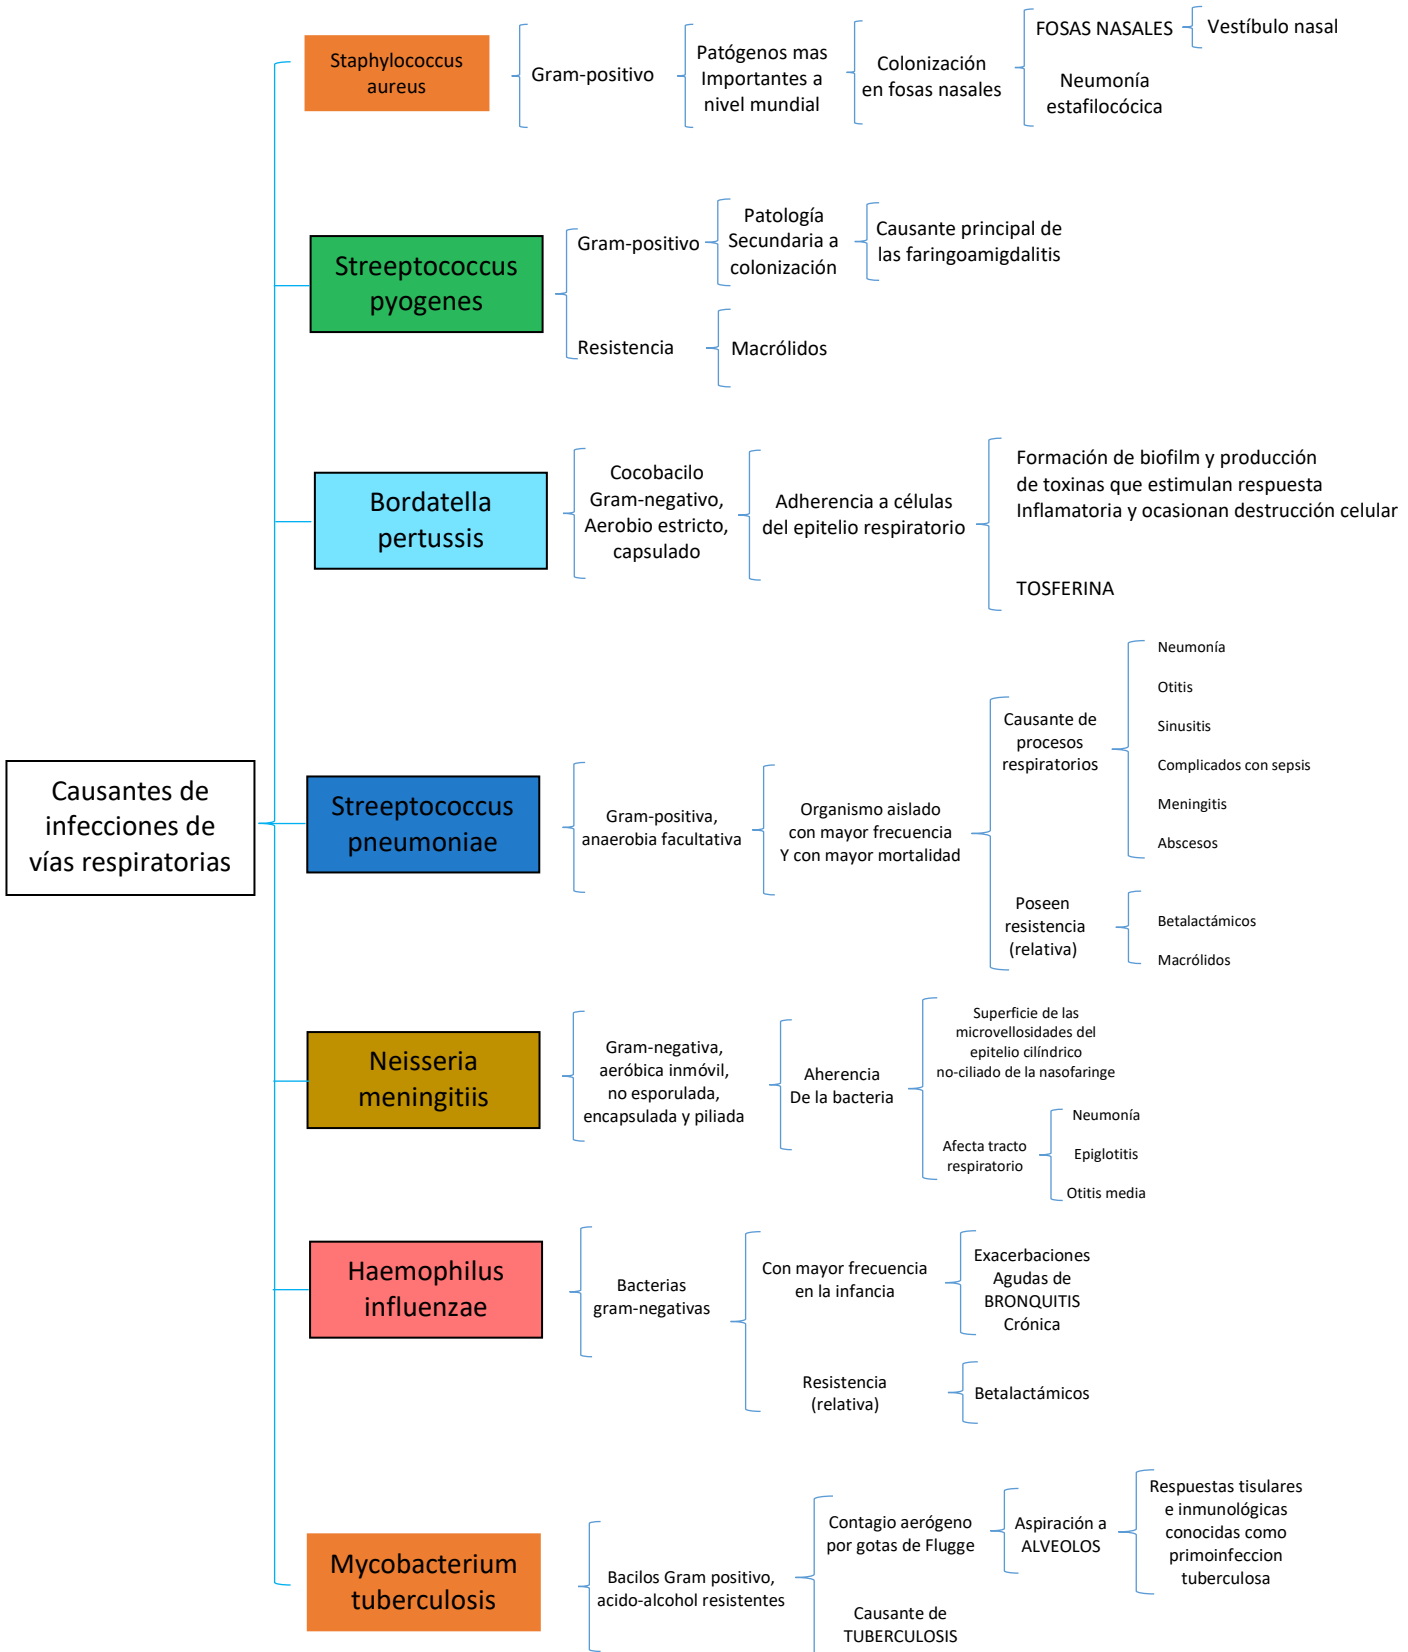 Causantes de
infecciones de
vías respiratorias
Staphylococcus
aureus
Gram-positivo
Patógenos mas
Importantes a
nivel mundial
Colonización
en fosas nasales
FOSAS NASALES
Vestíbulo nasal
Neumonía
estafilocócica
Streeptococcus
pyogenes
Gram-positivo
Patología
Secundaria a
colonización
Causante principal de
las faringoamigdalitis
Resistencia
Macrólidos
Bordatella
pertussis
Cocobacilo
Gram-negativo,
Aerobio estricto,
capsulado
Adherencia a células
del epitelio respiratorio
Formación de biofilm y producción
de toxinas que estimulan respuesta
Inflamatoria y ocasionan destrucción celular
TOSFERINA
Streeptococcus
pneumoniae
Gram-positiva,
anaerobia facultativa
Organismo aislado
con mayor frecuencia
Y con mayor mortalidad
Causante de
procesos
respiratorios
Neumonía
Otitis
Sinusitis
Complicados con sepsis
Meningitis
Abscesos
Poseen
resistencia
(relativa)
Betalactámicos
Macrólidos
Neisseria
meningitiis
Gram-negativa,
aeróbica inmóvil,
no esporulada,
encapsulada y piliada
Aherencia
De la bacteria
Superficie de las
microvellosidades del
epitelio cilíndrico
no-ciliado de la nasofaringe
Afecta tracto
respiratorio
Neumonía
Epiglotitis
Otitis media
Haemophilus
influenzae
Bacterias
gram-negativas
Con mayor frecuencia
en la infancia
Exacerbaciones
Agudas de
BRONQUITIS
Crónica
Resistencia
(relativa)
Betalactámicos
Mycobacterium
tuberculosis
Bacilos Gram positivo,
acido-alcohol resistentes
Contagio aerógeno
por gotas de Flugge
Aspiración a
ALVEOLOS
Respuestas tisulares
e inmunológicas
conocidas como
primoinfeccion
tuberculosa
Causante de
TUBERCULOSIS